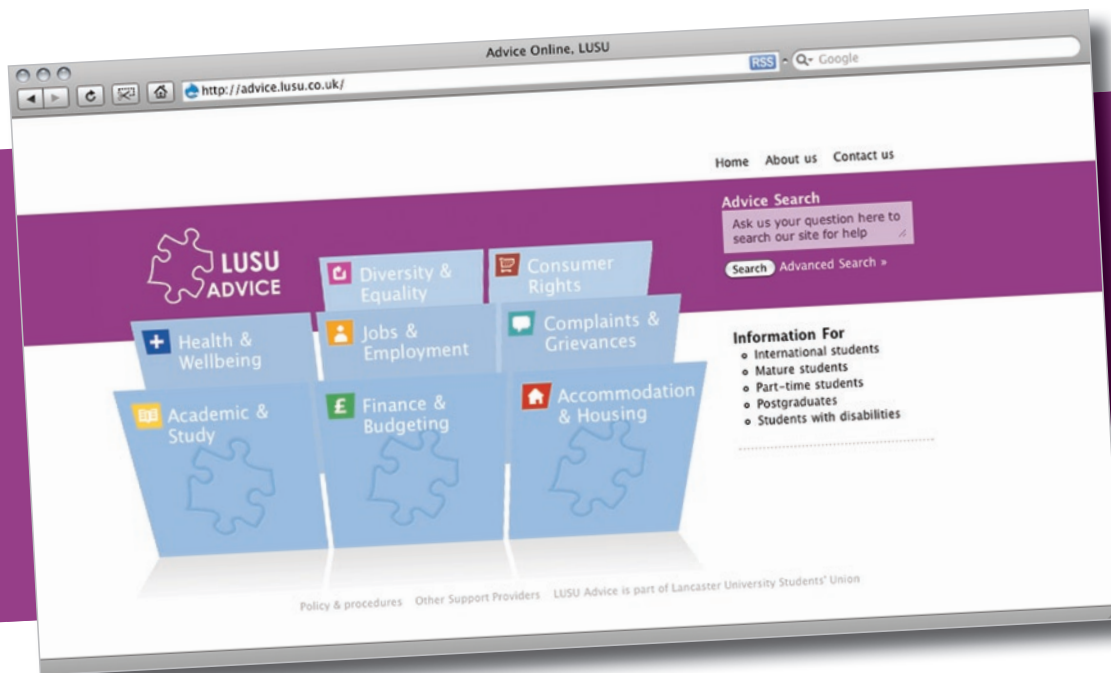 Advice Online, LUSU
http://advice.lusu.co.uk/
RSS
Google
Home About us Contact us
Advice Search
Ask us your question here to
search our site for help
Search Advanced Search »
LUSU
ADVICE
Diversity &
Equality
Consumer
Rights
Health &
Wellbeing
Jobs &
Employment
Complaints &
Grievances
Academic &
Study
£
Finance &
Budgeting
Accommodation
& Housing
Information For
International students
Mature students
Part-time students
Postgraduates
Students with disabilities
Policy & procedures Other Support Providers LUSU Advice is part of Lancaster University Students' Union